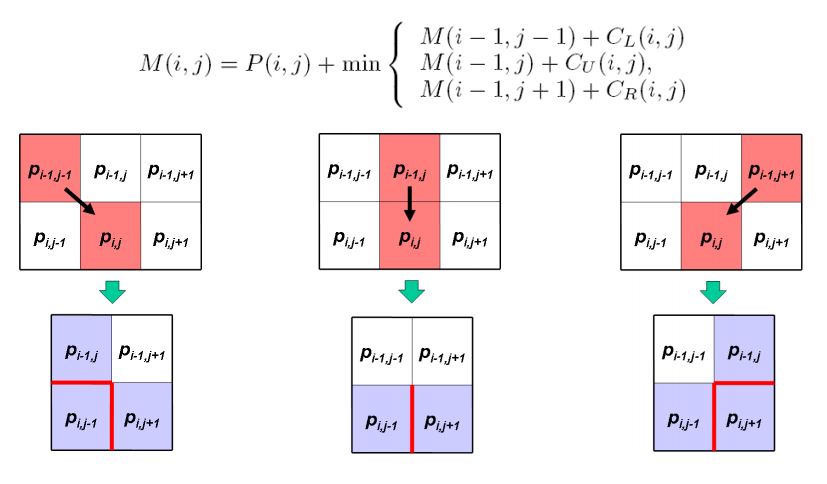 M(i, j) = P(i, j) + min { M(i − 1, j − 1) + C_L(i, j)
M(i − 1, j) + C_U(i, j),
M(i − 1, j + 1) + C_R(i, j)
p_{i-1,j-1} p_{i-1,j} p_{i-1,j+1} p_{i-1,j-1} p_{i-1,j} p_{i-1,j+1} p_{i-1,j-1} p_{i-1,j} p_{i-1,j+1}
p_{i,j-1} p_{i,j} p_{i,j+1} p_{i,j-1} p_{i,j} p_{i,j+1} p_{i,j-1} p_{i,j} p_{i,j+1}
p_{i-1,j} p_{i-1,j+1} p_{i-1,j-1} p_{i-1,j+1} p_{i-1,j-1} p_{i-1,j}
p_{i,j-1} p_{i,j+1} p_{i,j-1} p_{i,j+1} p_{i,j-1} p_{i,j+1}